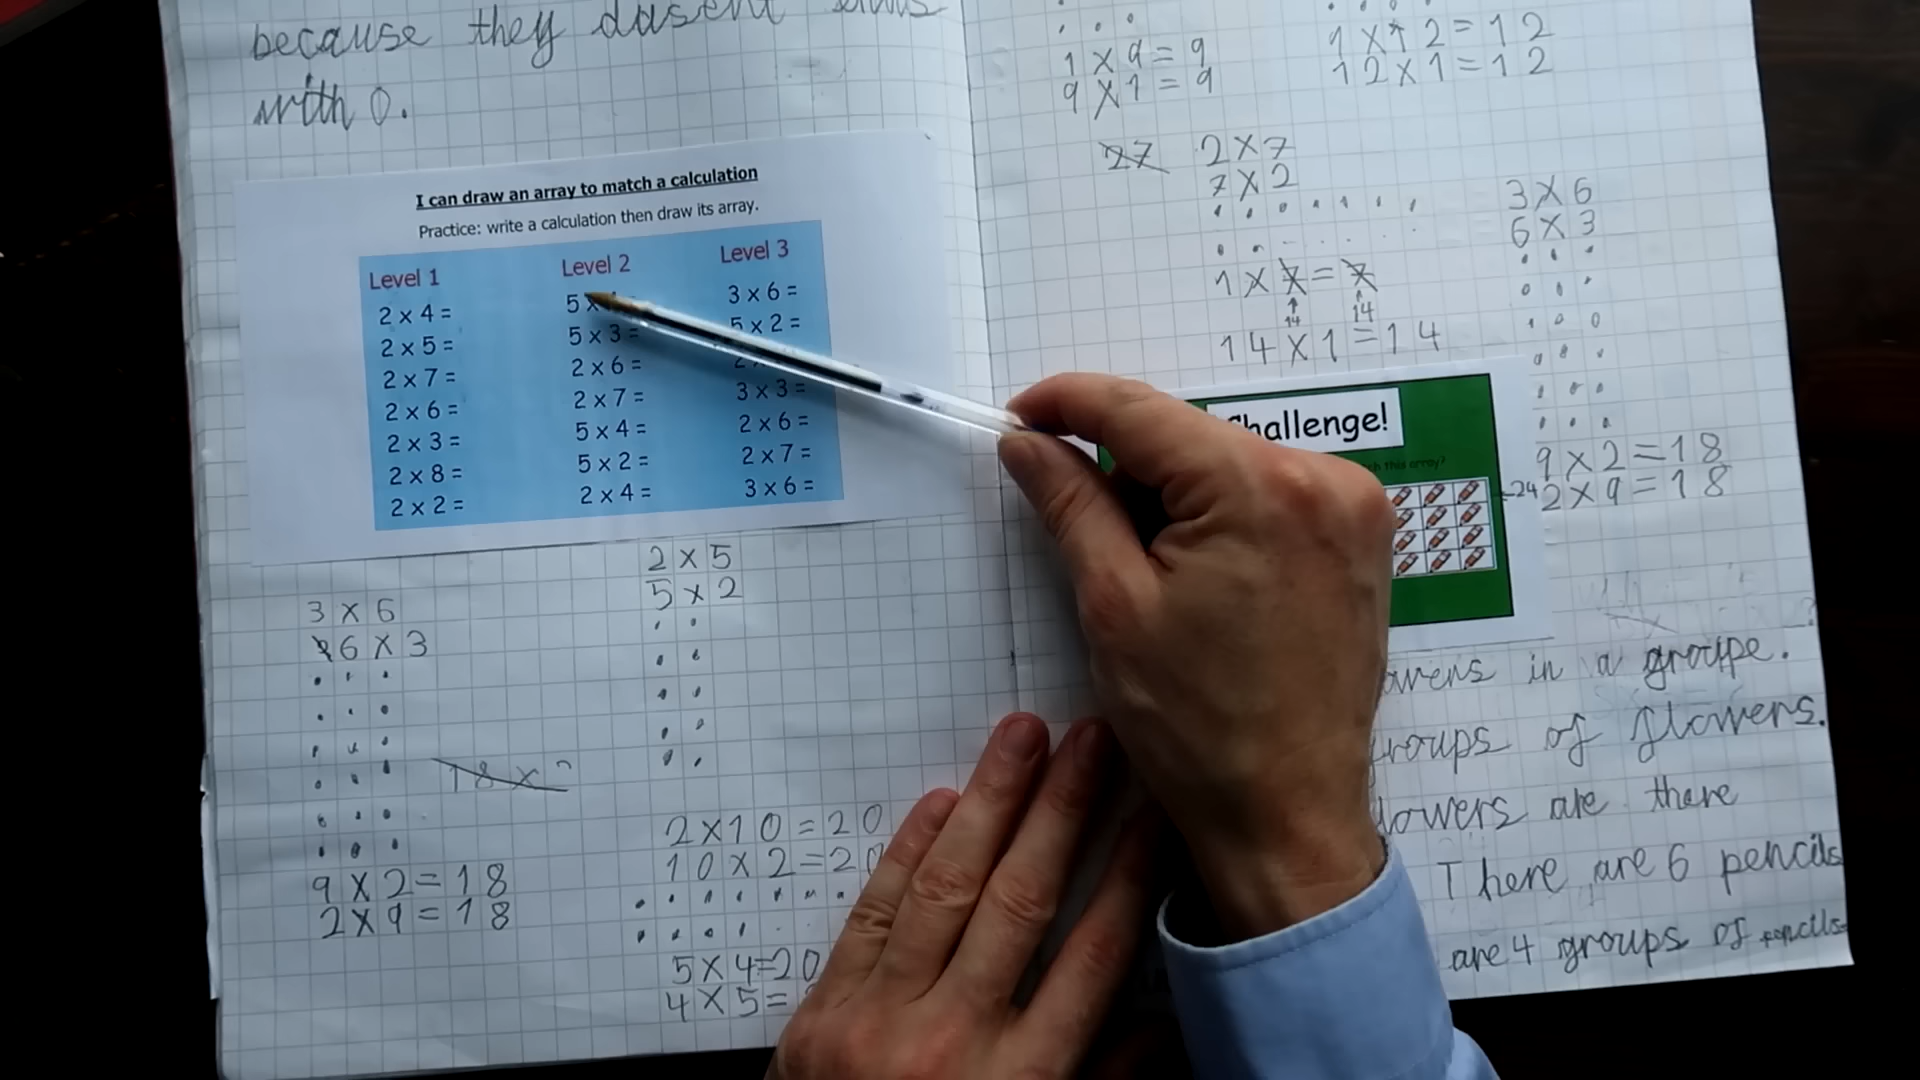 because they dasent
with 0.
I can draw an array to match a calculation
Practice: write a calculation then draw its array.
Level 1
2 x 4 =
2 x 5 =
2 x 7 =
2 x 6 =
2 x 3 =
2 x 8 =
2 x 2 =
Level 2
5 x
5 x 3 =
2 x 6 =
2 x 7 =
5 x 4 =
5 x 2 =
2 x 4 =
Level 3
3 x 6 =
5 x 2 =
3 x 3 =
2 x 6 =
2 x 7 =
3 x 6 =
3 x 6
6 x 3
18 x
9 x 2 = 18
2 x 9 = 18
2 x 5
5 x 2
2 x 10 = 20
10 x 2 = 20
5 x 4 = 20
4 x 5 =
1 x 9 = 9
9 x 1 = 9
1 x 12 = 12
12 x 1 = 12
27 2 x 7
7 x 2
1 x 7 = 7
14 14
14 x 1 = 14
3 x 6
6 x 3
9 x 2 = 18
2 x 9 = 18
Challenge!
this array?
=24
in a groupe.
groups of flowers.
flowers are there
There are 6 pencils
are 4 groups of pencils.